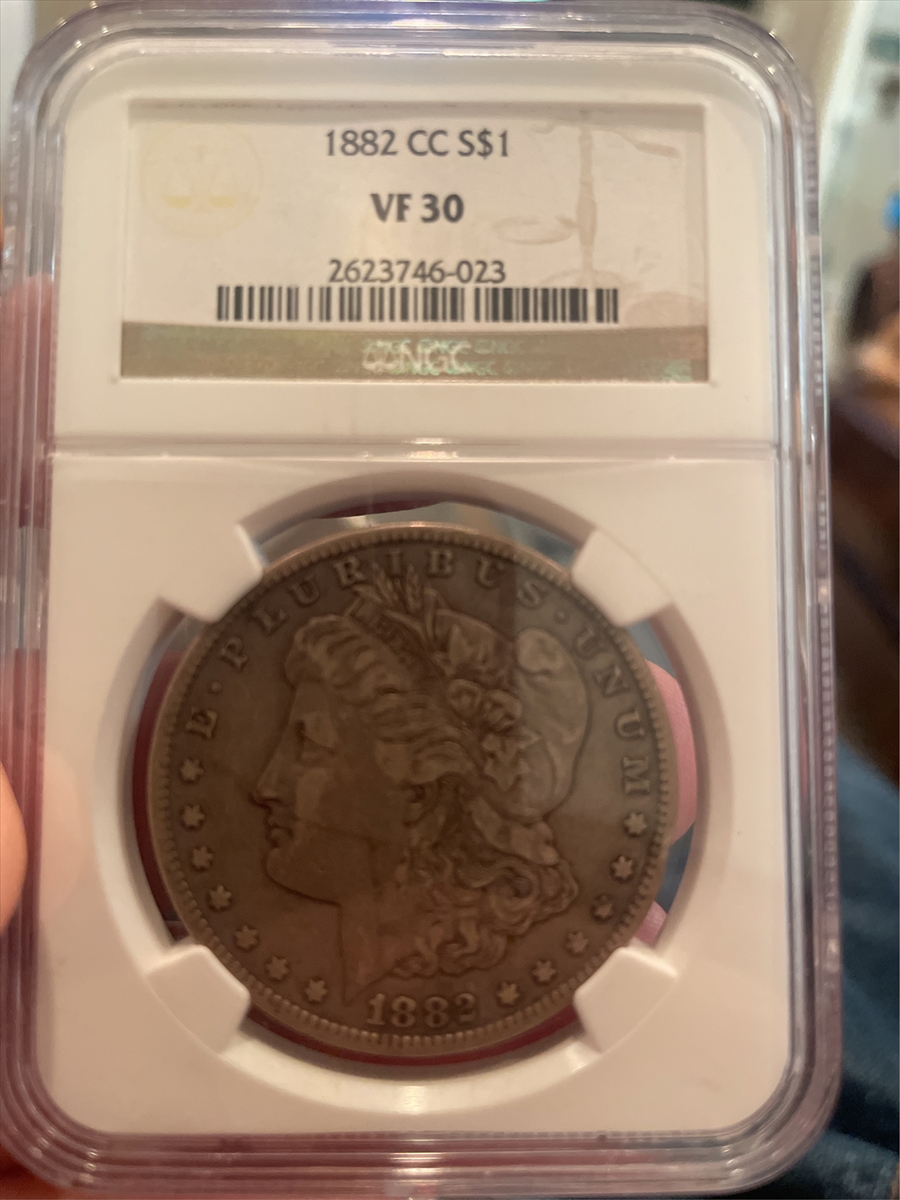 1882 CC S$1
VF 30
2623746-023
NGC
E · PLURIBUS · UNUM
1882